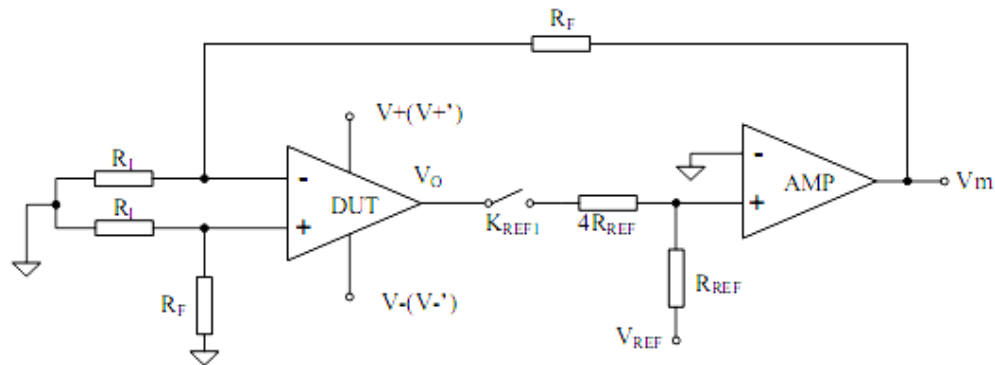 RF
V+(V+')
RI
VO
-
DUT
+
RI
KREF1
4RREF
-
AMP
+
Vm
RF
V-(V-')
RREF
VREF